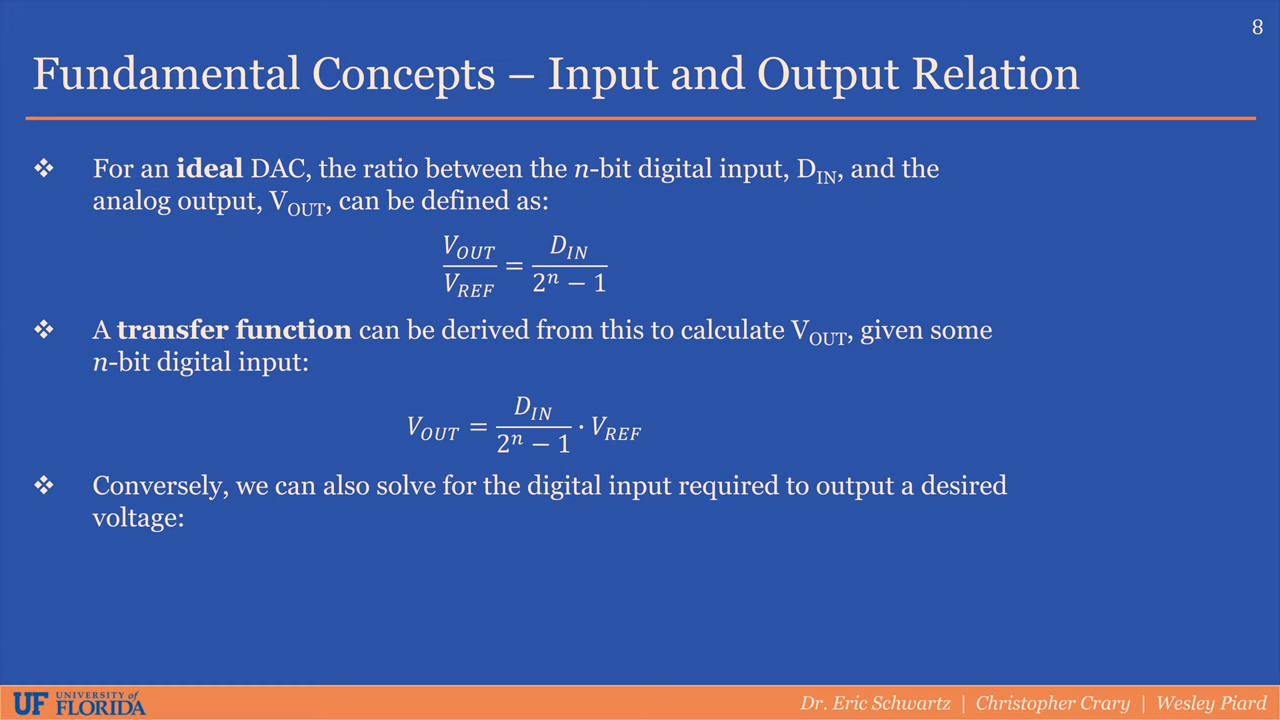 8
Fundamental Concepts – Input and Output Relation
❖ For an ideal DAC, the ratio between the n-bit digital input, D_IN, and the
analog output, V_OUT, can be defined as:
V_OUT / V_REF = D_IN / (2^n − 1)
❖ A transfer function can be derived from this to calculate V_OUT, given some
n-bit digital input:
V_OUT = D_IN / (2^n − 1) · V_REF
❖ Conversely, we can also solve for the digital input required to output a desired
voltage:
UF UNIVERSITY of
FLORIDA
Dr. Eric Schwartz | Christopher Crary | Wesley Piard